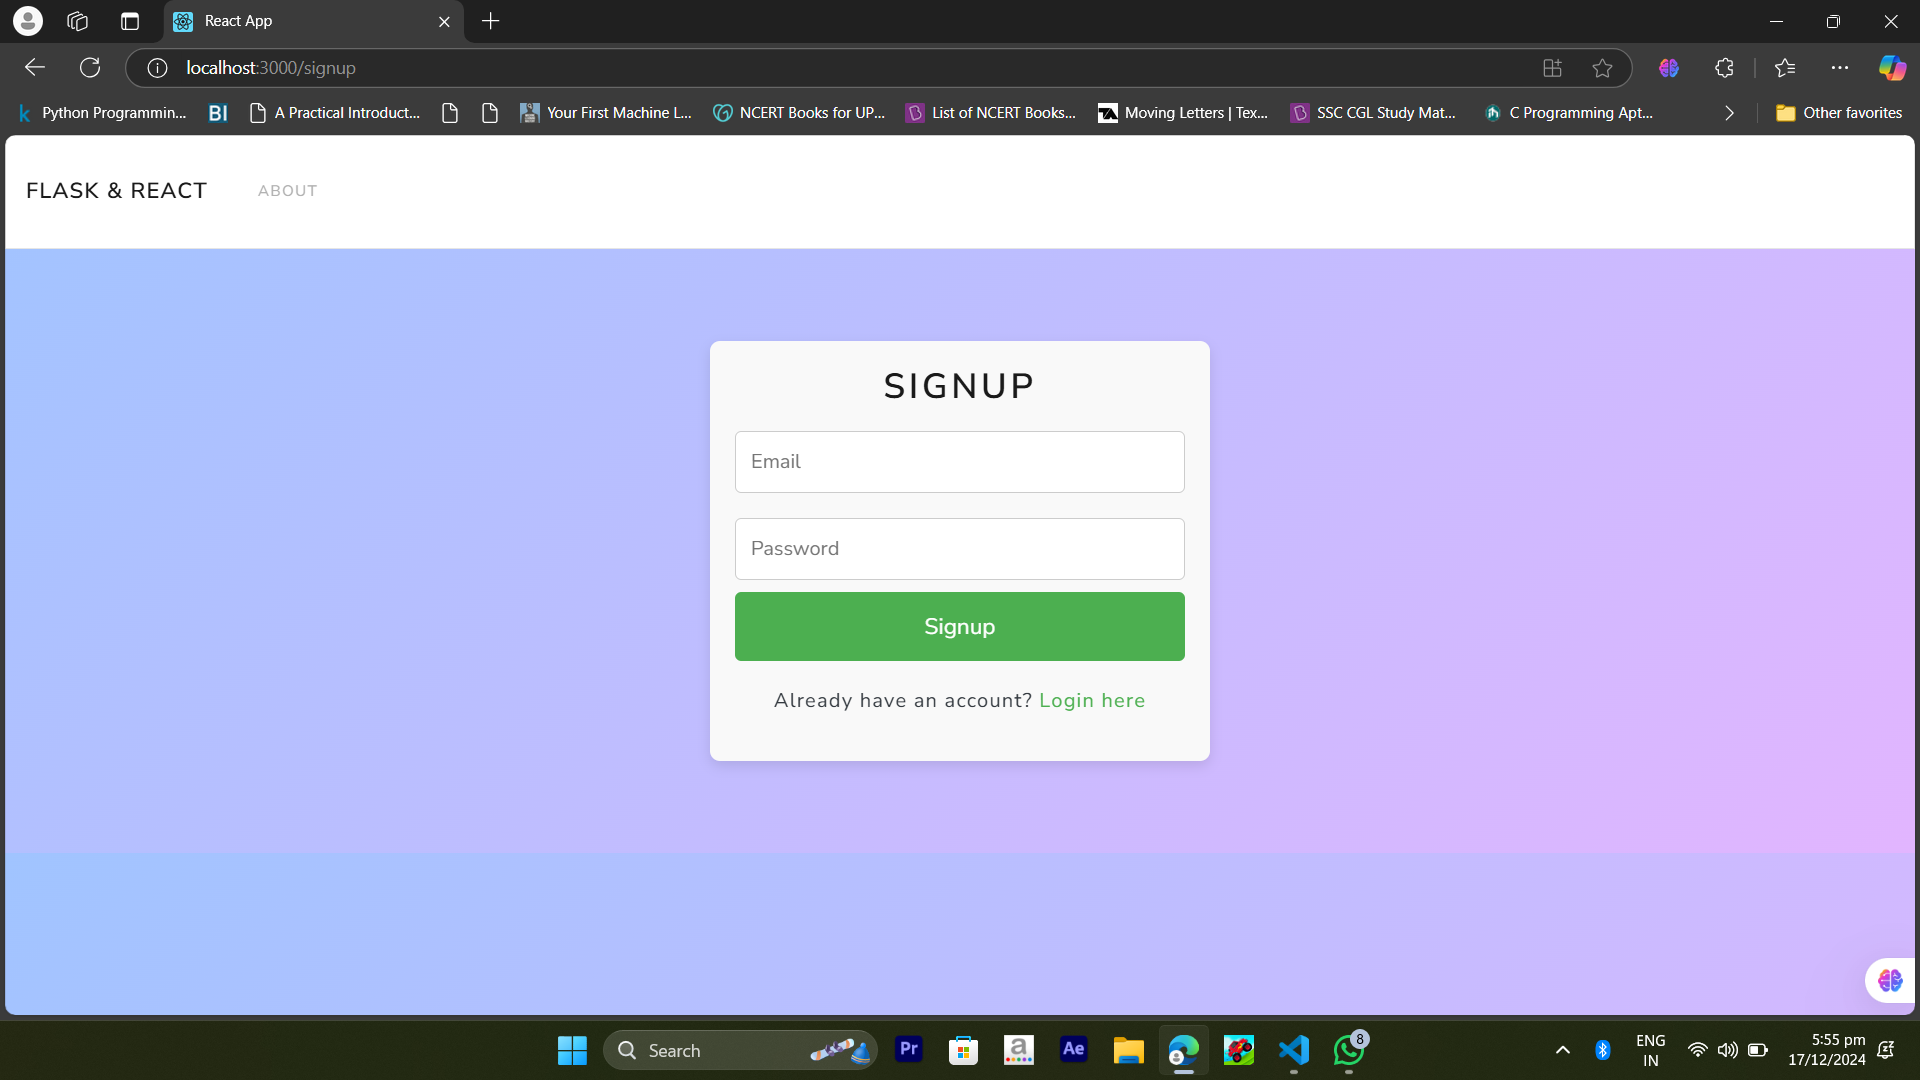 React App
localhost:3000/signup
Python Programmin...
BI
A Practical Introduct...
Your First Machine L...
NCERT Books for UP...
List of NCERT Books...
Moving Letters | Tex...
SSC CGL Study Mat...
C Programming Apt...
Other favorites
FLASK & REACT
ABOUT
SIGNUP
Email
Password
Signup
Already have an account? Login here
Search
Pr
a
Ae
8
ENG
IN
5:55 pm
17/12/2024